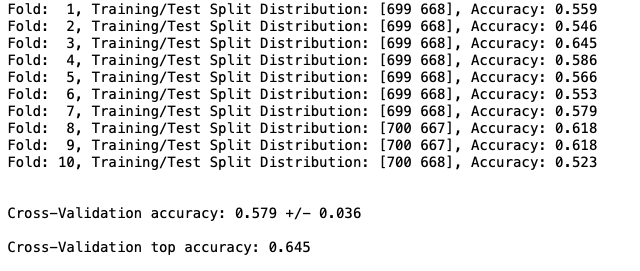 Fold:  1, Training/Test Split Distribution: [699 668], Accuracy: 0.559
Fold:  2, Training/Test Split Distribution: [699 668], Accuracy: 0.546
Fold:  3, Training/Test Split Distribution: [699 668], Accuracy: 0.645
Fold:  4, Training/Test Split Distribution: [699 668], Accuracy: 0.586
Fold:  5, Training/Test Split Distribution: [699 668], Accuracy: 0.566
Fold:  6, Training/Test Split Distribution: [699 668], Accuracy: 0.553
Fold:  7, Training/Test Split Distribution: [699 668], Accuracy: 0.579
Fold:  8, Training/Test Split Distribution: [700 667], Accuracy: 0.618
Fold:  9, Training/Test Split Distribution: [700 667], Accuracy: 0.618
Fold: 10, Training/Test Split Distribution: [700 668], Accuracy: 0.523
Cross-Validation accuracy: 0.579 +/- 0.036
Cross-Validation top accuracy: 0.645